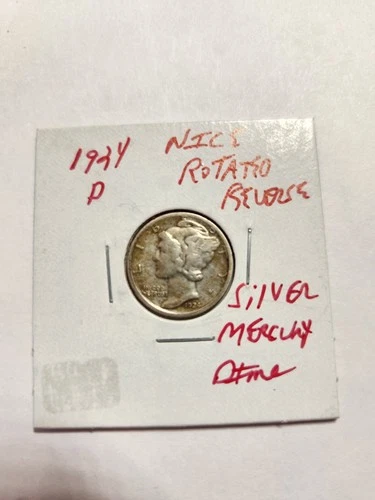 1924
D
NICE
ROTATED
REVERSE
SilVER
MERCURY
Dime